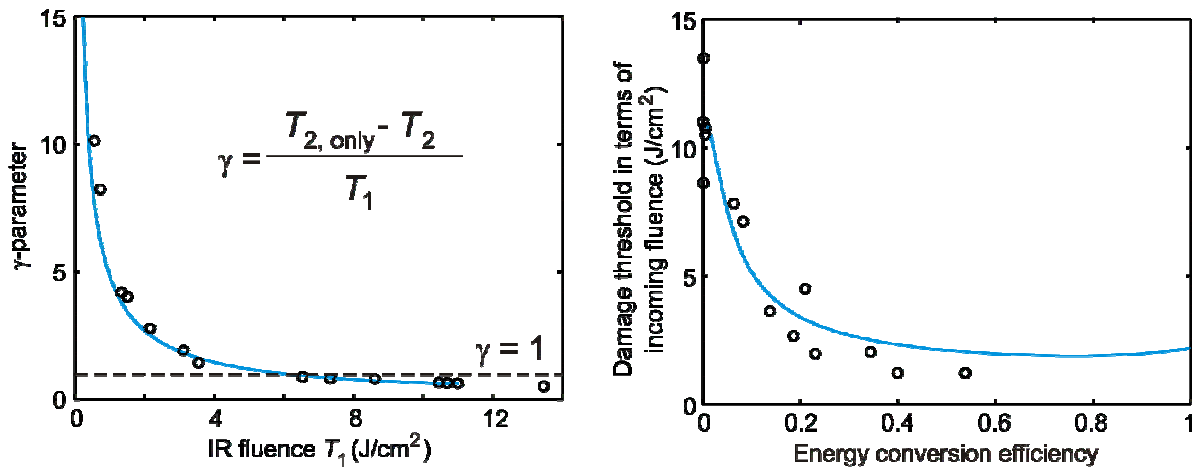 15
10
5
0
γ-parameter
γ = T2, only - T2
T1
γ = 1
0 4 8 12
IR fluence T1 (J/cm²)
15
10
5
0
Damage threshold in terms of
incoming fluence (J/cm²)
0 0.2 0.4 0.6 0.8 1
Energy conversion efficiency